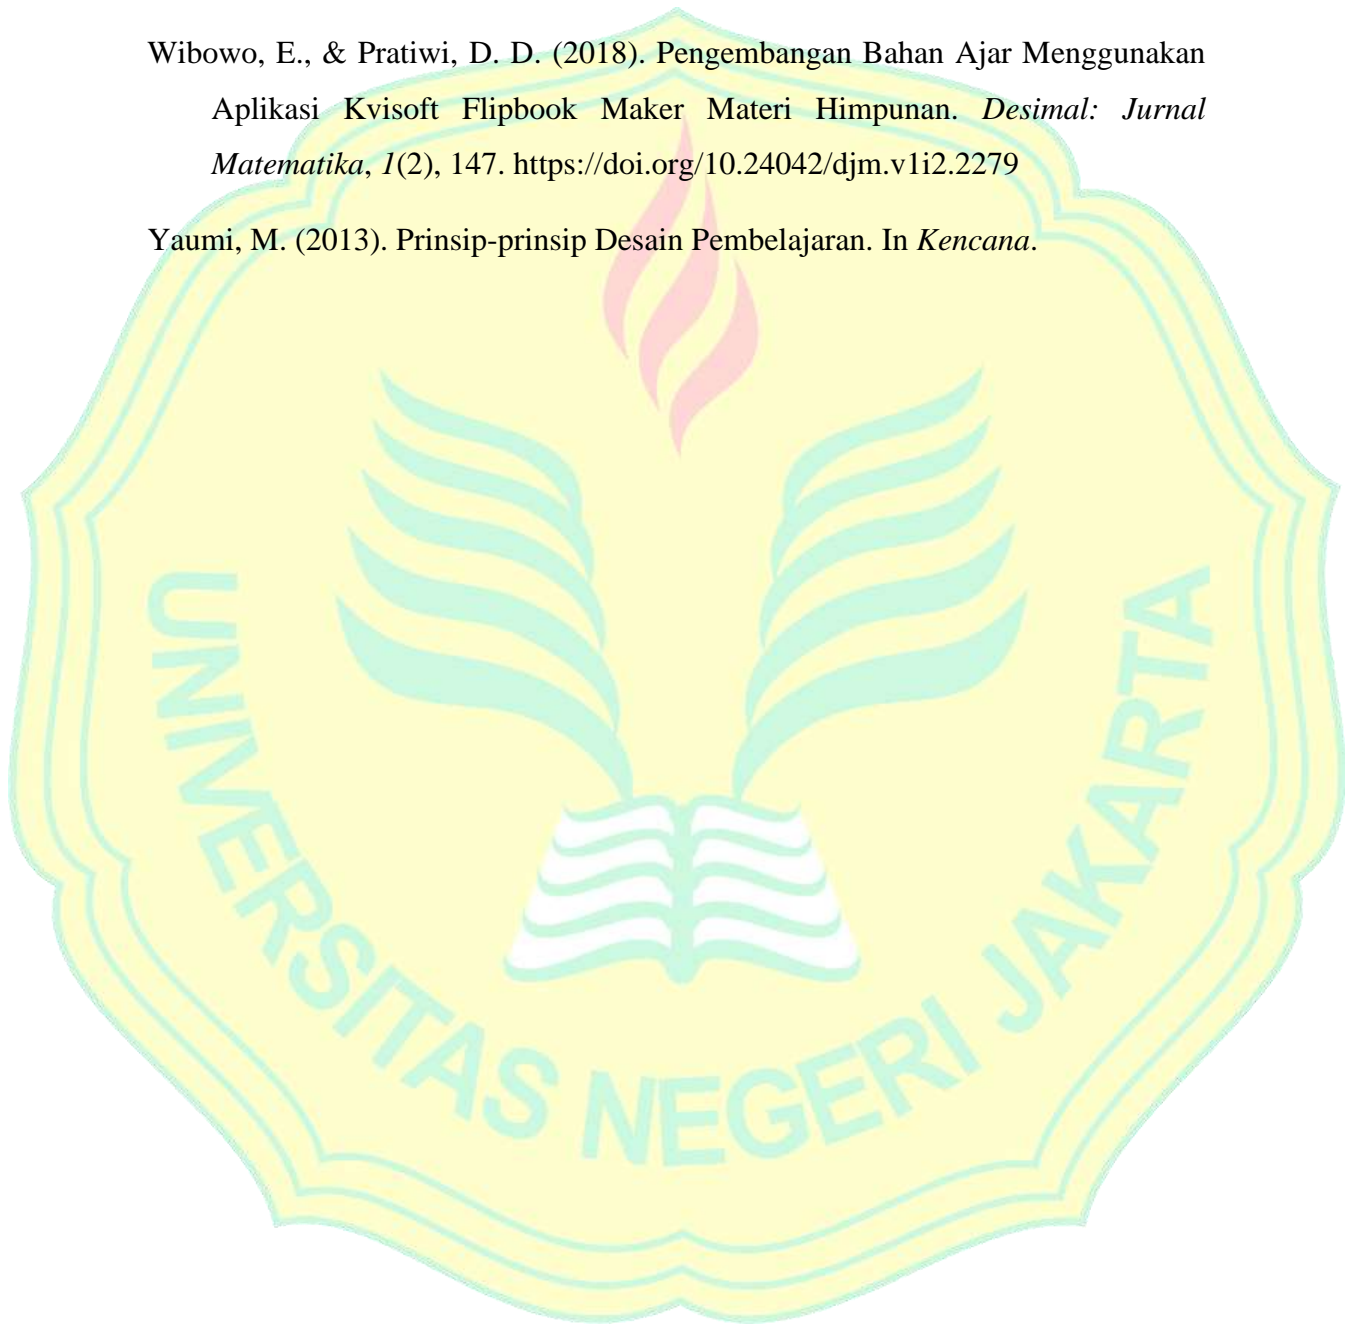 Wibowo, E., & Pratiwi, D. D. (2018). Pengembangan Bahan Ajar Menggunakan
Aplikasi Kvisoft Flipbook Maker Materi Himpunan. Desimal: Jurnal
Matematika, 1(2), 147. https://doi.org/10.24042/djm.v1i2.2279
Yaumi, M. (2013). Prinsip-prinsip Desain Pembelajaran. In Kencana.
UNIVERSITAS NEGERI JAKARTA